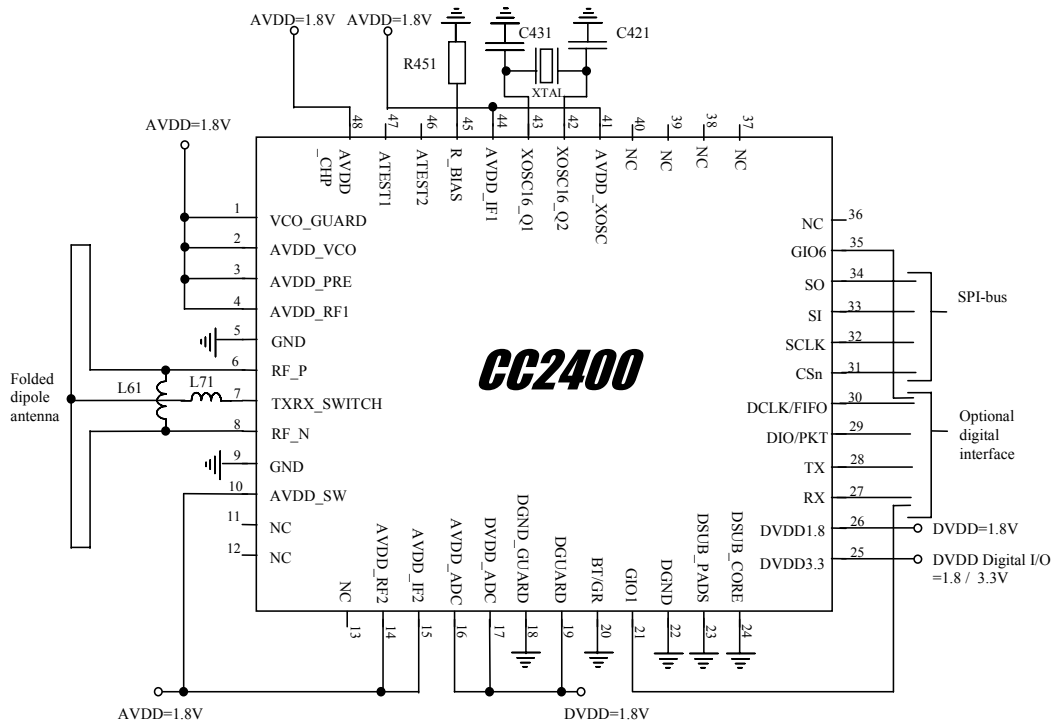 AVDD=1.8V
AVDD=1.8V
C431
C421
R451
XTAL
AVDD=1.8V
48
47
46
45
44
43
42
41
40
39
38
37
AVDD _CHP
ATEST1
ATEST2
R_BIAS
AVDD_IF1
XOSC16_Q1
XOSC16_Q2
AVDD_XOSC
NC
NC
NC
NC
1 VCO_GUARD
2 AVDD_VCO
3 AVDD_PRE
4 AVDD_RF1
5 GND
6 RF_P
7 TXRX_SWITCH
8 RF_N
9 GND
10 AVDD_SW
11 NC
12 NC
Folded
dipole
antenna
L61
L71
CC2400
NC 36
GIO6 35
SO 34
SI 33
SCLK 32
CSn 31
DCLK/FIFO 30
DIO/PKT 29
TX 28
RX 27
DVDD1.8 26
DVDD3.3 25
SPI-bus
Optional
digital
interface
DVDD=1.8V
DVDD Digital I/O
=1.8 / 3.3V
NC
AVDD_RF2
AVDD_IF2
AVDD_ADC
DVDD_ADC
DGND_GUARD
DGUARD
BT/GR
GIO1
DGND
DSUB_PADS
DSUB_CORE
13
14
15
16
17
18
19
20
21
22
23
24
AVDD=1.8V
DVDD=1.8V